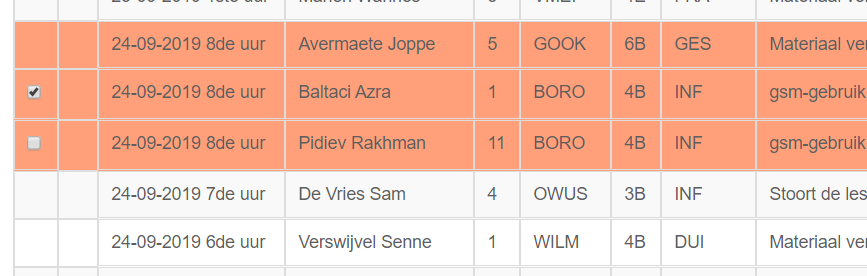 24-09-2019 8de uur Avermaete Joppe 5 GOOK 6B GES Materiaal ver
24-09-2019 8de uur Baltaci Azra 1 BORO 4B INF gsm-gebruik
24-09-2019 8de uur Pidiev Rakhman 11 BORO 4B INF gsm-gebruik
24-09-2019 7de uur De Vries Sam 4 OWUS 3B INF Stoort de les
24-09-2019 6de uur Verswijvel Senne 1 WILM 4B DUI Materiaal ver